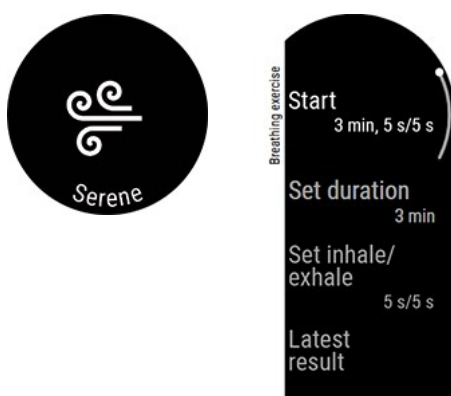 Serene
Breathing exercise
Start
3 min, 5 s/5 s
Set duration
3 min
Set inhale/
exhale
5 s/5 s
Latest
result